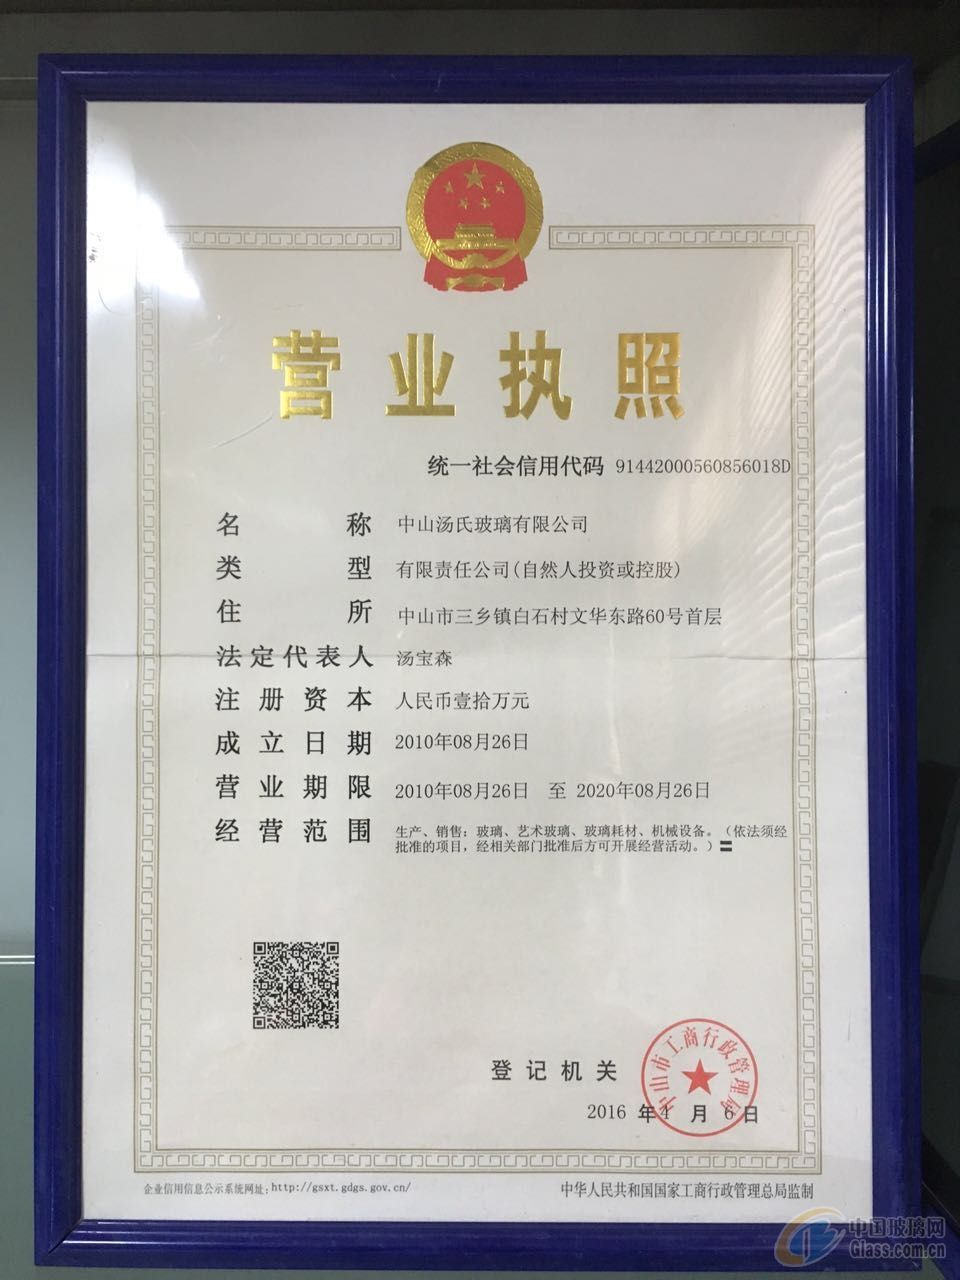 营业执照
统一社会信用代码 91442000560856018D
名称 中山汤氏玻璃有限公司
类型 有限责任公司(自然人投资或控股)
住所 中山市三乡镇白石村文华东路60号首层
法定代表人 汤宝森
注册资本 人民币壹拾万元
成立日期 2010年08月26日
营业期限 2010年08月26日 至 2020年08月26日
经营范围 生产、销售：玻璃、艺术玻璃、玻璃耗材、机械设备。（依法须经
批准的项目，经相关部门批准后方可开展经营活动。）〓
中山市工商行政管理局
登记机关
2016 年4 月 6日
企业信用信息公示系统网址：http://gsxt.gdgs.gov.cn/
中华人民共和国国家工商行政管理总局监制
中国玻璃网
Glass.com.cn